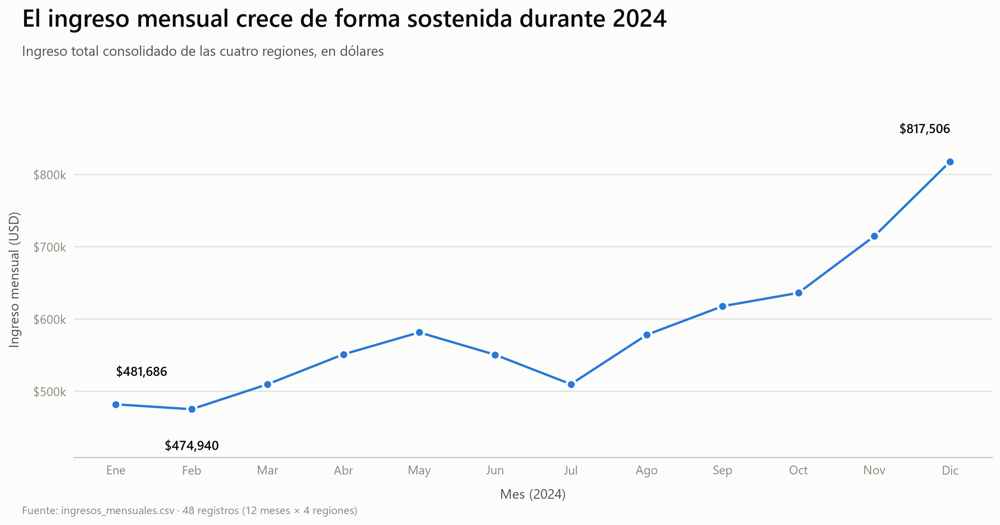 El ingreso mensual crece de forma sostenida durante 2024
Ingreso total consolidado de las cuatro regiones, en dólares
$817,506
$800k
$700k
$600k
$500k
Ingreso mensual (USD)
$481,686
$474,940
Ene Feb Mar Abr May Jun Jul Ago Sep Oct Nov Dic
Mes (2024)
Fuente: ingresos_mensuales.csv · 48 registros (12 meses × 4 regiones)